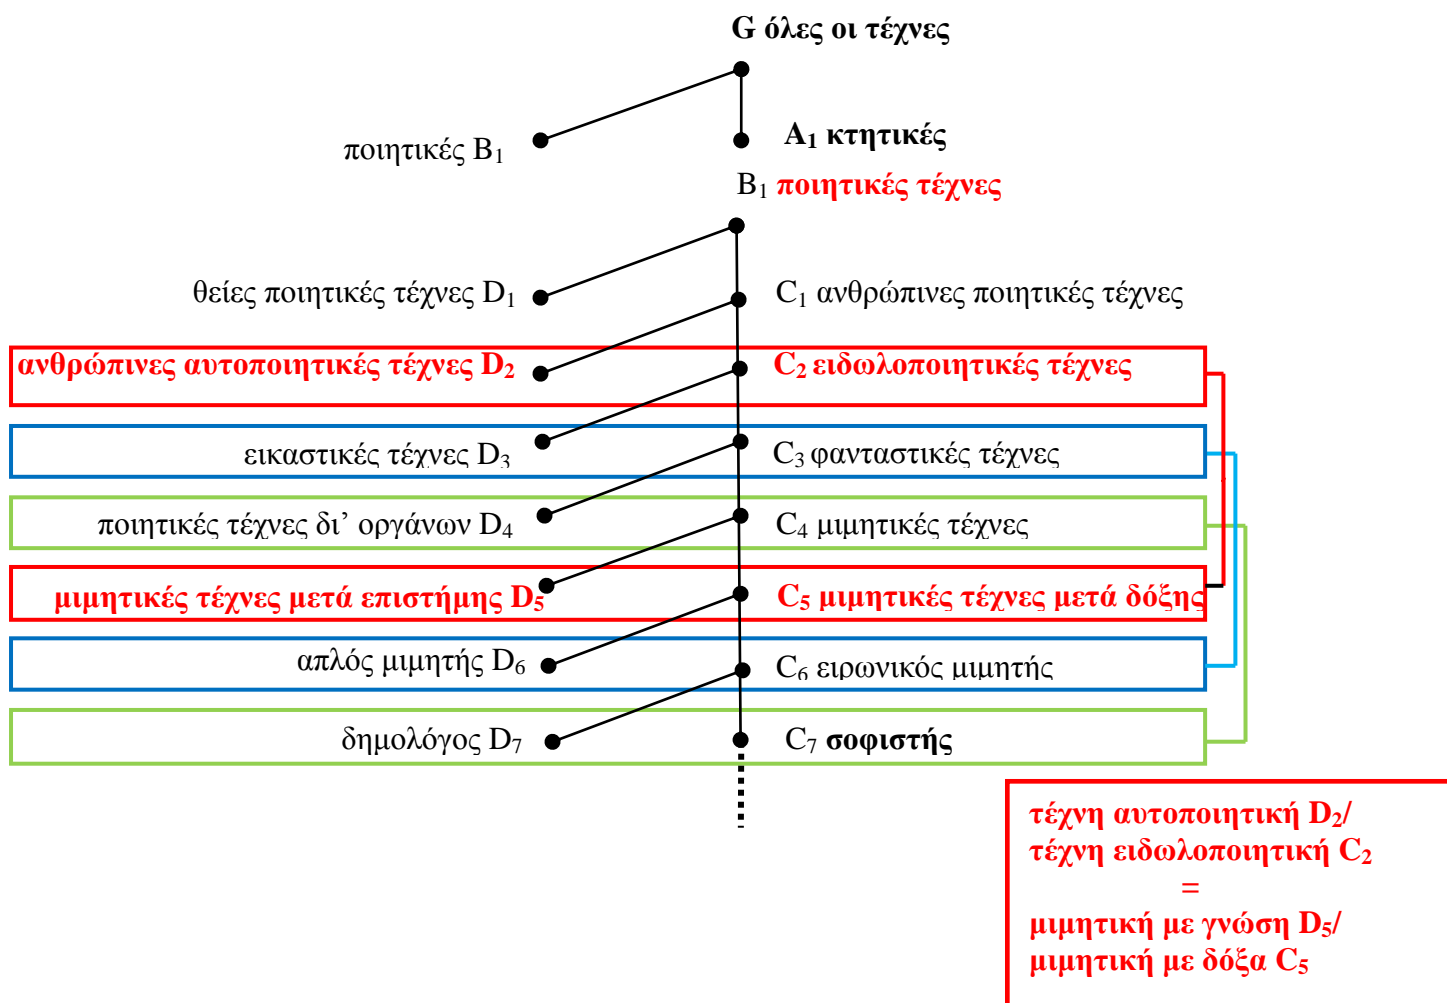 G όλες οι τέχνες
ποιητικές B₁ A₁ κτητικές
B₁ ποιητικές τέχνες
θείες ποιητικές τέχνες D₁ C₁ ανθρώπινες ποιητικές τέχνες
ανθρώπινες αυτοποιητικές τέχνες D₂ C₂ ειδωλοποιητικές τέχνες
εικαστικές τέχνες D₃ C₃ φανταστικές τέχνες
ποιητικές τέχνες δι’ οργάνων D₄ C₄ μιμητικές τέχνες
μιμητικές τέχνες μετά επιστήμης D₅ C₅ μιμητικές τέχνες μετά δόξης
απλός μιμητής D₆ C₆ ειρωνικός μιμητής
δημολόγος D₇ C₇ σοφιστής
τέχνη αυτοποιητική D₂/
τέχνη ειδωλοποιητική C₂
=
μιμητική με γνώση D₅/
μιμητική με δόξα C₅